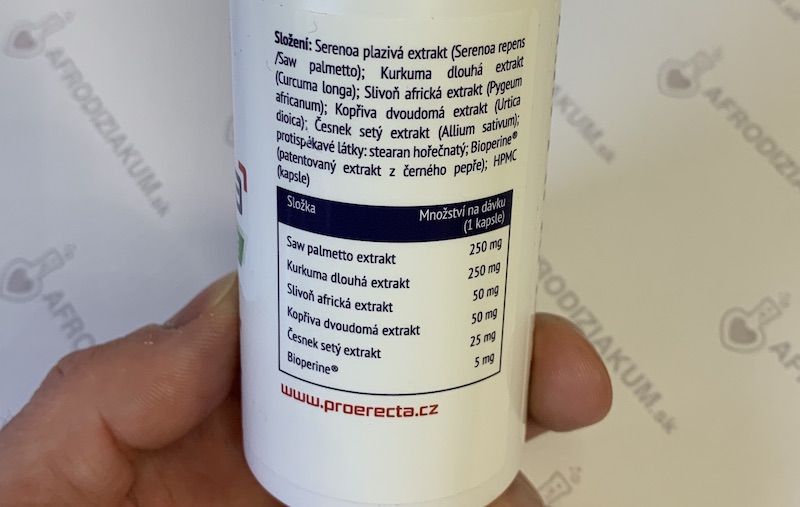 Složení: Serenoa plazivá extrakt (Serenoa repens
/Saw palmetto); Kurkuma dlouhá extrakt
(Curcuma longa); Slivoň africká extrakt (Pygeum
africanum); Kopřiva dvoudomá extrakt (Urtica
dioica); Česnek setý extrakt (Allium sativum);
protispékavé látky: stearan hořečnatý; Bioperine®
(patentovaný extrakt z černého pepře); HPMC
(kapsle)
Složka Množství na dávku
(1 kapsle)
Saw palmetto extrakt 250 mg
Kurkuma dlouhá extrakt 250 mg
Slivoň africká extrakt 50 mg
Kopřiva dvoudomá extrakt 50 mg
Česnek setý extrakt 25 mg
Bioperine® 5 mg
www.proerecta.cz
AFRODIZIAKUM.sk
AFRODIZIAKUM.sk
AFRODIZIAKUM.sk